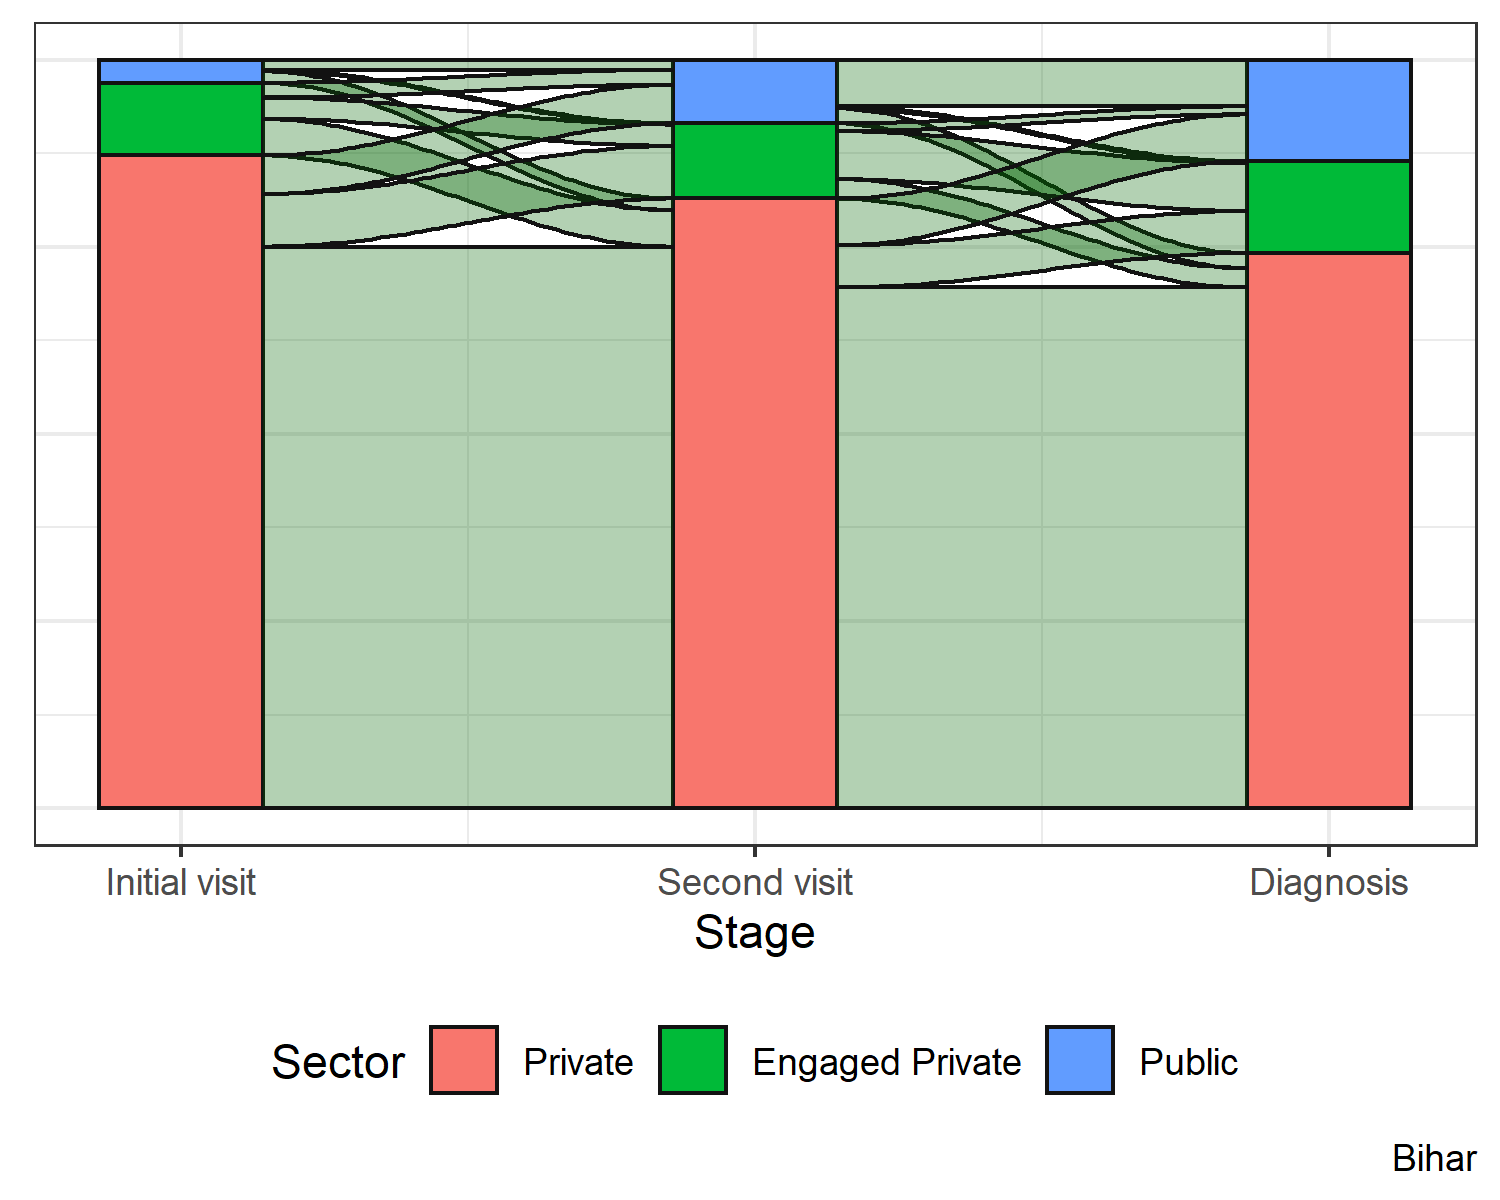 Initial visit Second visit Diagnosis
Stage
Sector Private Engaged Private Public
Bihar